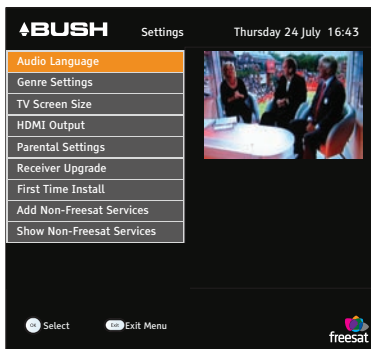 BUSH Settings Thursday 24 July 16:43
Audio Language
Genre Settings
TV Screen Size
HDMI Output
Parental Settings
Receiver Upgrade
First Time Install
Add Non-Freesat Services
Show Non-Freesat Services
OK Select Exit Exit Menu
freesat